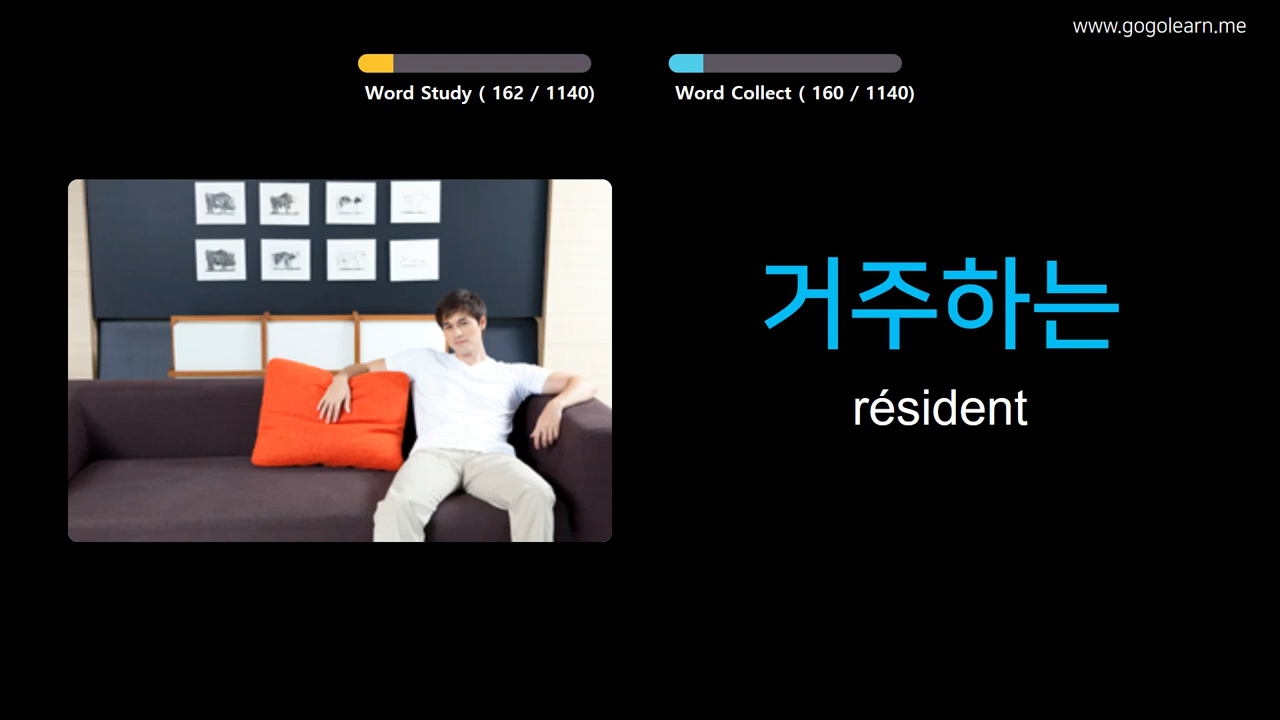 www.gogolearn.me
Word Study ( 162 / 1140)
Word Collect ( 160 / 1140)
거주하는
résident